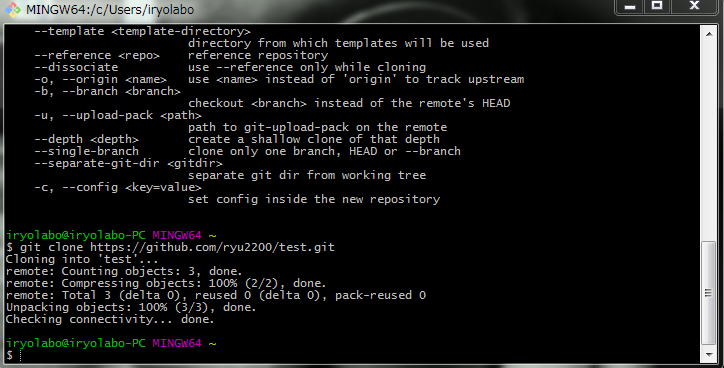 MINGW64:/c/Users/iryolabo
--template <template-directory>
directory from which templates will be used
--reference <repo> reference repository
--dissociate use --reference only while cloning
-o, --origin <name> use <name> instead of 'origin' to track upstream
-b, --branch <branch>
checkout <branch> instead of the remote's HEAD
-u, --upload-pack <path>
path to git-upload-pack on the remote
--depth <depth> create a shallow clone of that depth
--single-branch clone only one branch, HEAD or --branch
--separate-git-dir <gitdir>
separate git dir from working tree
-c, --config <key=value>
set config inside the new repository
iryolabo@iryolabo-PC MINGW64 ~
$ git clone https://github.com/ryu2200/test.git
Cloning into 'test'...
remote: Counting objects: 3, done.
remote: Compressing objects: 100% (2/2), done.
remote: Total 3 (delta 0), reused 0 (delta 0), pack-reused 0
Unpacking objects: 100% (3/3), done.
Checking connectivity... done.
iryolabo@iryolabo-PC MINGW64 ~
$